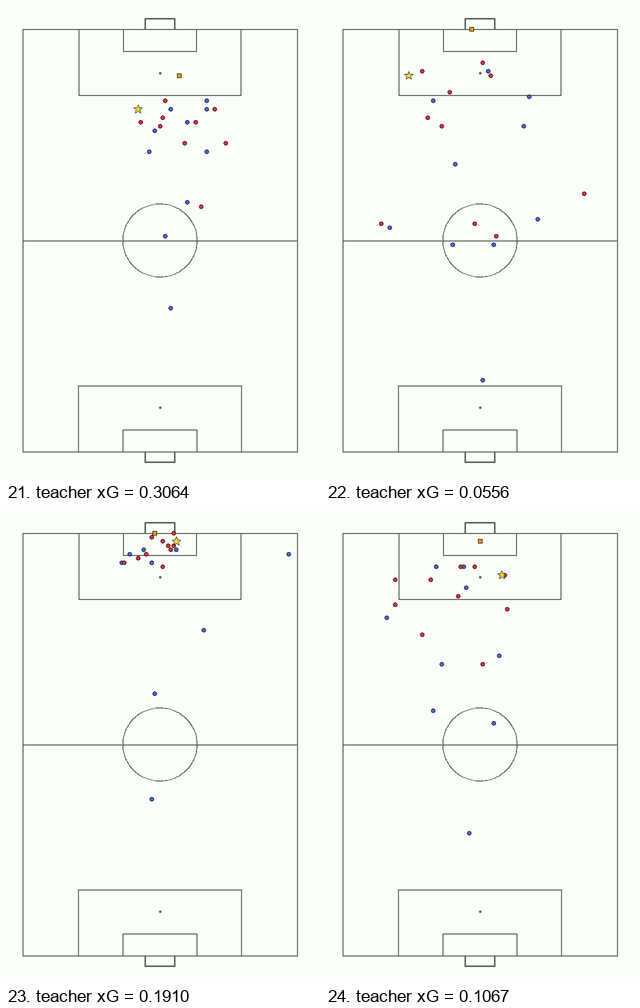 21. teacher xG = 0.3064
22. teacher xG = 0.0556
23. teacher xG = 0.1910
24. teacher xG = 0.1067